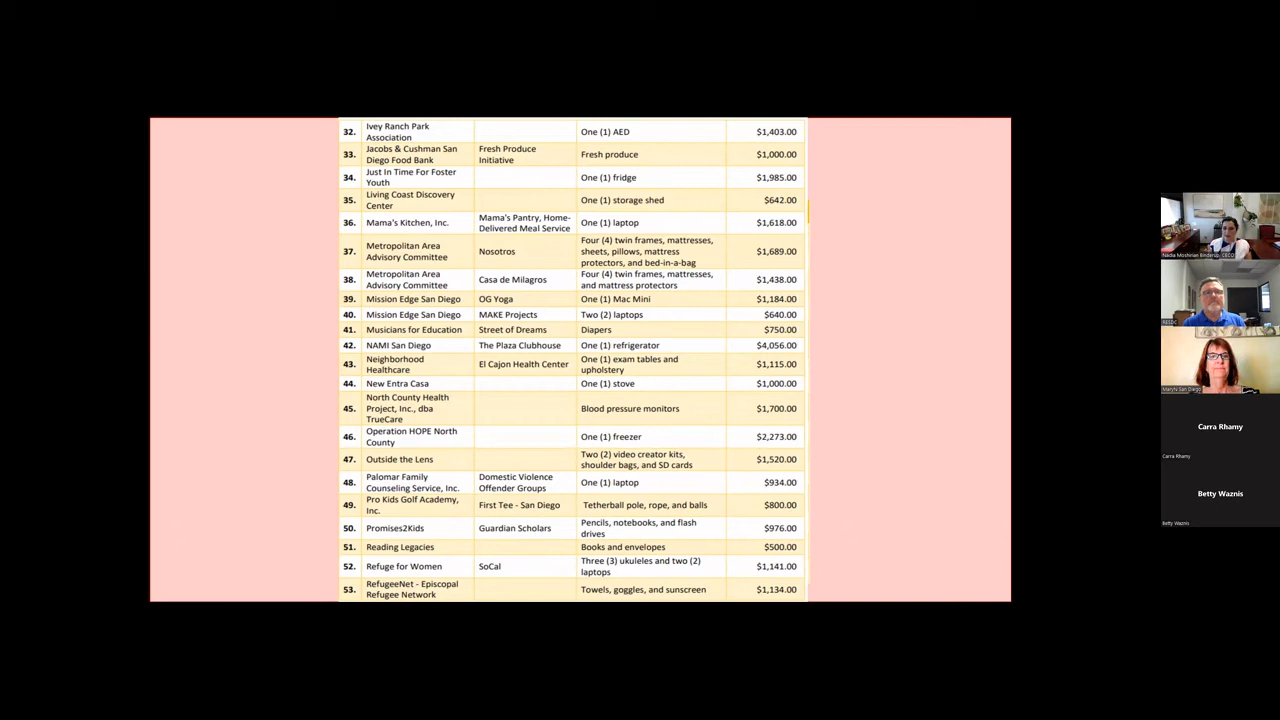 32. Ivey Ranch Park
Association One (1) AED $1,403.00
33. Jacobs & Cushman San
Diego Food Bank Fresh Produce
Initiative Fresh produce $1,000.00
34. Just In Time For Foster
Youth One (1) fridge $1,985.00
35. Living Coast Discovery
Center One (1) storage shed $642.00
36. Mama's Kitchen, Inc. Mama's Pantry, Home-
Delivered Meal Service One (1) laptop $1,618.00
37. Metropolitan Area
Advisory Committee Nosotros Four (4) twin frames, mattresses,
sheets, pillows, mattress
protectors, and bed-in-a-bag $1,689.00
38. Metropolitan Area
Advisory Committee Casa de Milagros Four (4) twin frames, mattresses,
and mattress protectors $1,438.00
39. Mission Edge San Diego OG Yoga One (1) Mac Mini $1,184.00
40. Mission Edge San Diego MAKE Projects Two (2) laptops $640.00
41. Musicians for Education Street of Dreams Diapers $750.00
42. NAMI San Diego The Plaza Clubhouse One (1) refrigerator $4,056.00
43. Neighborhood
Healthcare El Cajon Health Center One (1) exam tables and
upholstery $1,115.00
44. New Entra Casa One (1) stove $1,000.00
45. North County Health
Project, Inc., dba
TrueCare Blood pressure monitors $1,700.00
46. Operation HOPE North
County One (1) freezer $2,273.00
47. Outside the Lens Two (2) video creator kits,
shoulder bags, and SD cards $1,520.00
48. Palomar Family
Counseling Service, Inc. Domestic Violence
Offender Groups One (1) laptop $934.00
49. Pro Kids Golf Academy,
Inc. First Tee - San Diego Tetherball pole, rope, and balls $800.00
50. Promises2Kids Guardian Scholars Pencils, notebooks, and flash
drives $976.00
51. Reading Legacies Books and envelopes $500.00
52. Refuge for Women SoCal Three (3) ukuleles and two (2)
laptops $1,141.00
53. RefugeeNet - Episcopal
Refugee Network Towels, goggles, and sunscreen $1,134.00
Nadia Moshirian Binderup, CECO
RESDC
MaryN San Diego
Carra Rhamy
Carra Rhamy
Betty Waznis
Betty Waznis